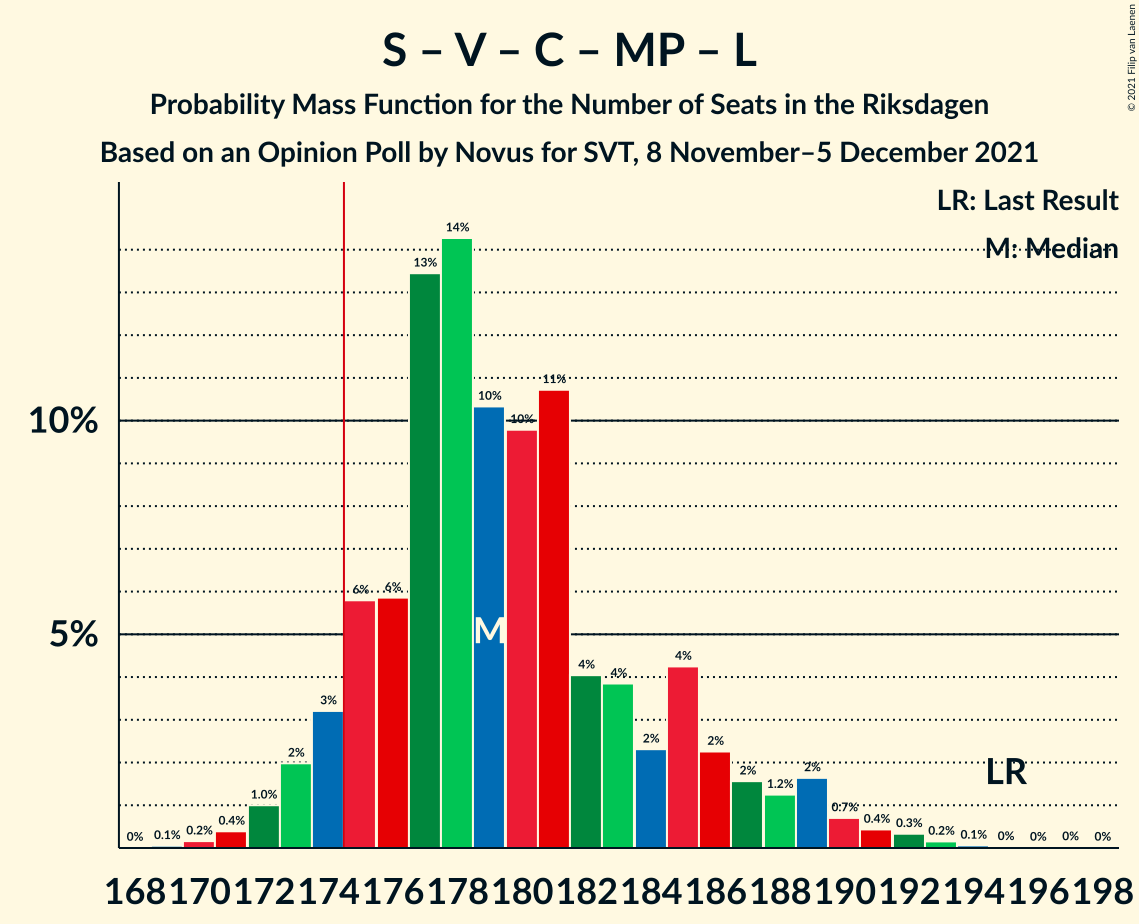 S – V – C – MP – L
Probability Mass Function for the Number of Seats in the Riksdagen
Based on an Opinion Poll by Novus for SVT, 8 November–5 December 2021
© 2021 Filip van Laenen
LR: Last Result
M: Median
10%
5%
0% 0.1% 0.2% 0.4% 1.0% 2% 3% 6% 6% 13% 14% 10% 10% 11% 4% 4% 2% 4% 2% 2% 1.2% 2% 0.7% 0.4% 0.3% 0.2% 0.1% 0% 0% 0% 0%
M
LR
168 170 172 174 176 178 180 182 184 186 188 190 192 194 196 198